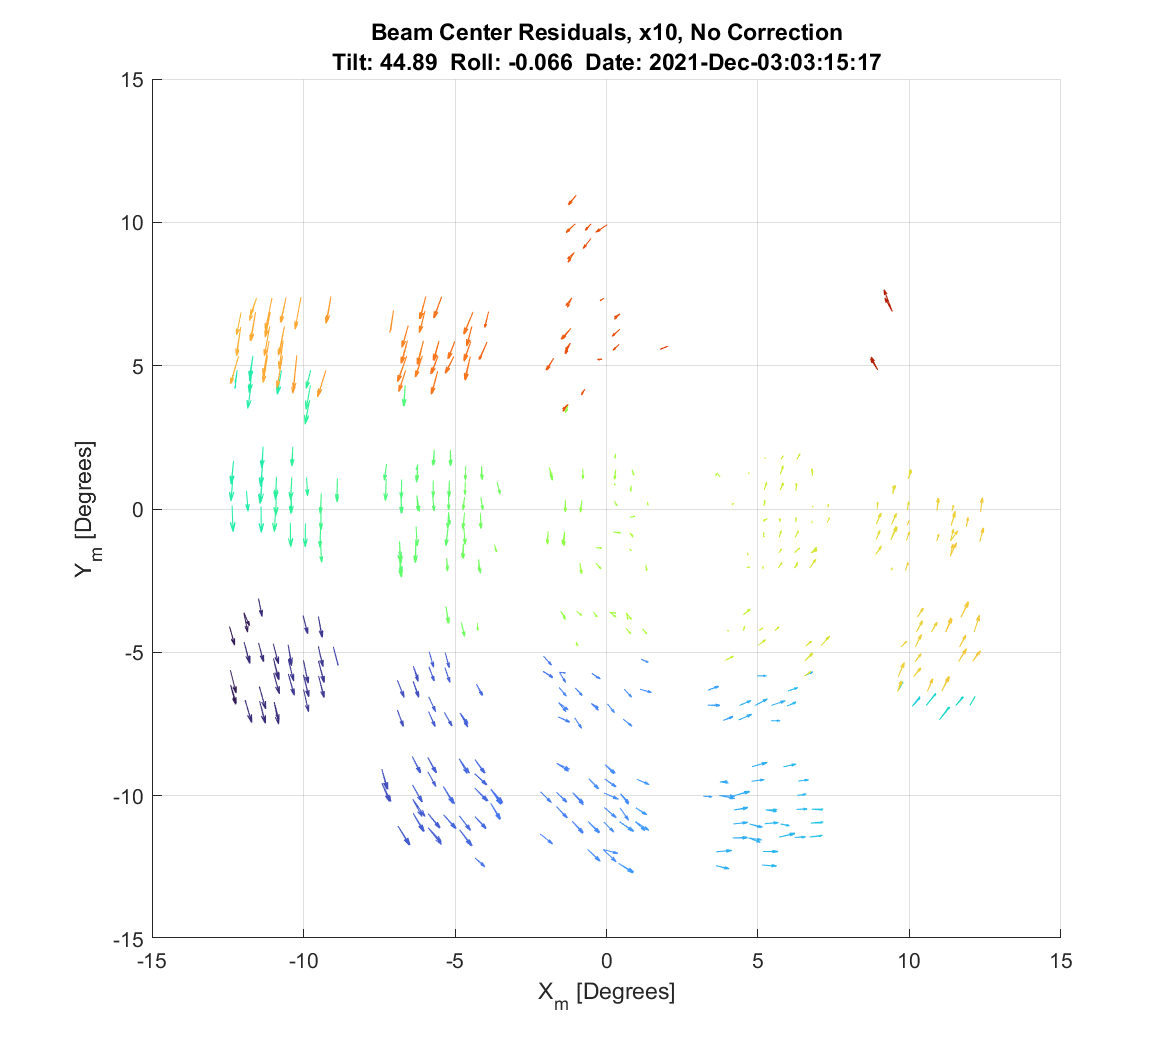 Beam Center Residuals, x10, No Correction
Tilt: 44.89 Roll: -0.066 Date: 2021-Dec-03:03:15:17
15
10
5
0
-5
-10
-15
Y_m [Degrees]
-15 -10 -5 0 5 10 15
X_m [Degrees]